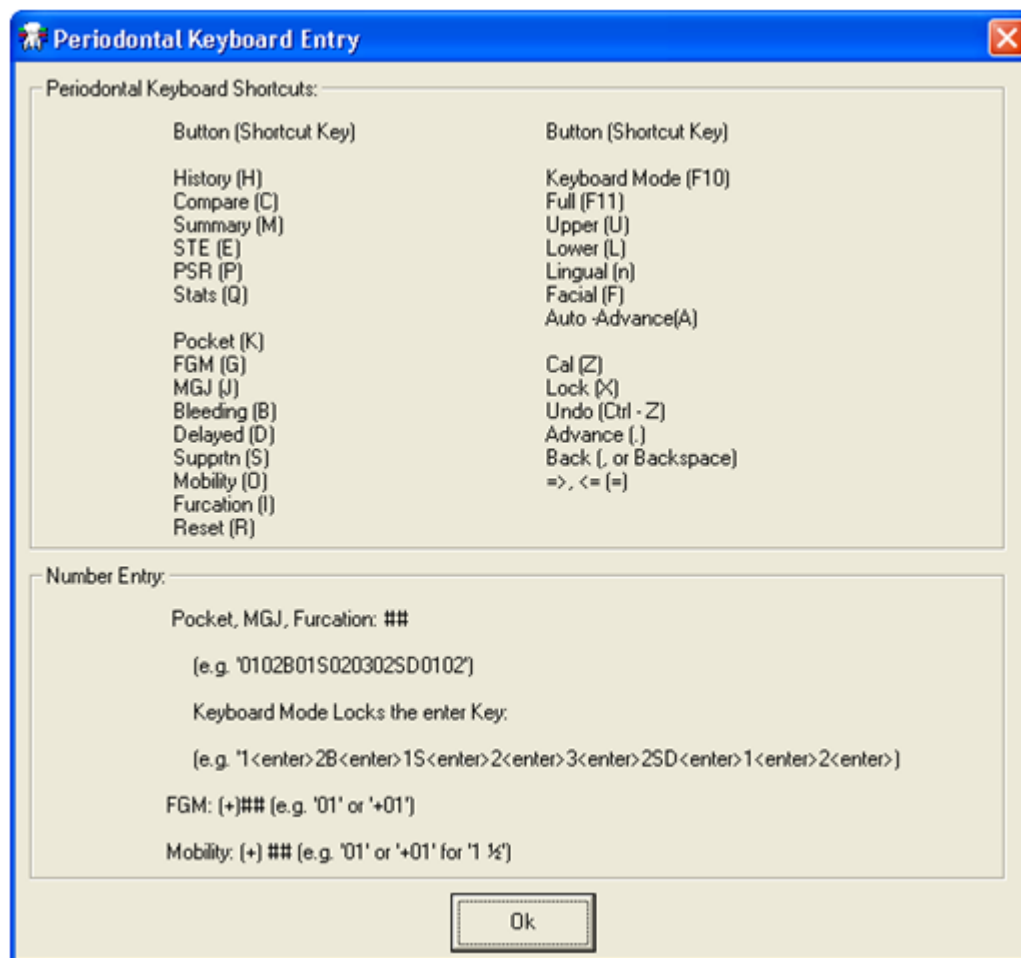 Periodontal Keyboard Entry
Periodontal Keyboard Shortcuts:
Button (Shortcut Key)
History (H)
Compare (C)
Summary (M)
STE (E)
PSR (P)
Stats (Q)
Pocket (K)
FGM (G)
MGJ (J)
Bleeding (B)
Delayed (D)
Supprtn (S)
Mobility (O)
Furcation (I)
Reset (R)
Button (Shortcut Key)
Keyboard Mode (F10)
Full (F11)
Upper (U)
Lower (L)
Lingual (n)
Facial (F)
Auto -Advance(A)
Cal (Z)
Lock (X)
Undo (Ctrl - Z)
Advance (.)
Back (, or Backspace)
=>, <= (=)
Number Entry:
Pocket, MGJ, Furcation: ##
(e.g. '0102B01S020302SD0102')
Keyboard Mode Locks the enter Key:
(e.g. '1<enter>2B<enter>1S<enter>2<enter>3<enter>2SD<enter>1<enter>2<enter>)
FGM: (+)## (e.g. '01' or '+01')
Mobility: (+) ## (e.g. '01' or '+01' for '1 ½')
Ok